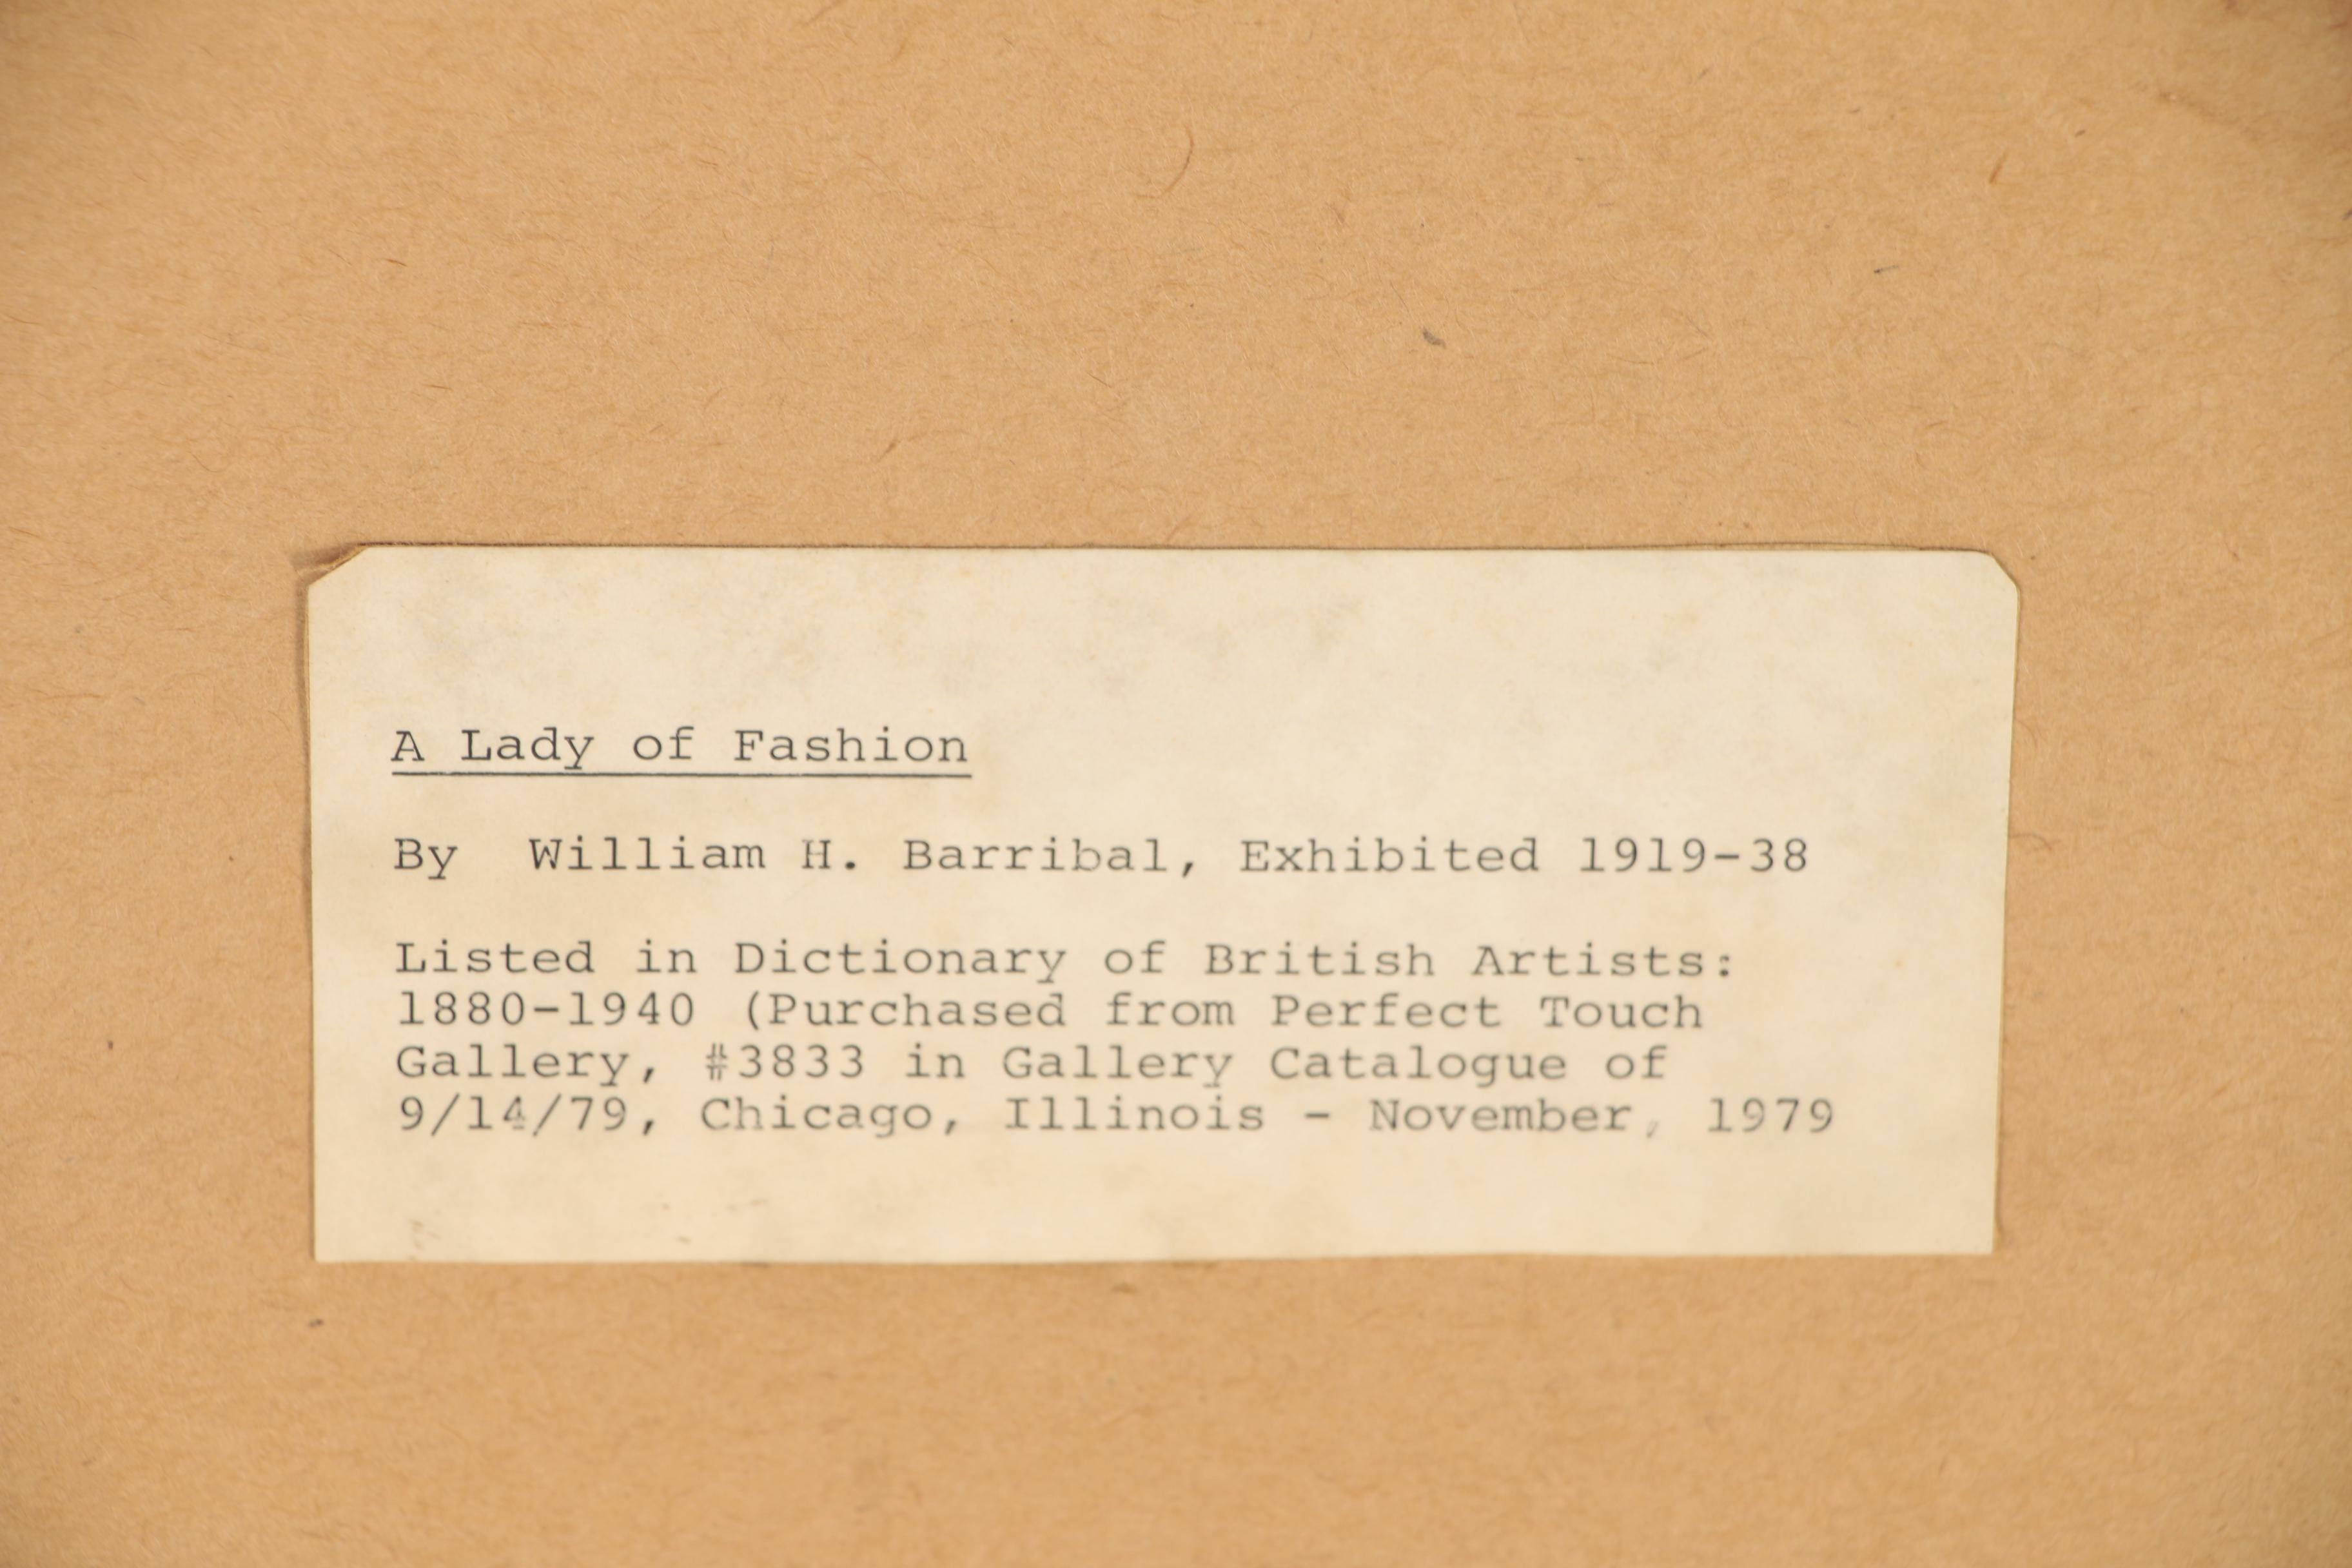 A Lady of Fashion
By  William H. Barribal, Exhibited 1919-38
Listed in Dictionary of British Artists:
1880-1940 (Purchased from Perfect Touch
Gallery, #3833 in Gallery Catalogue of
9/14/79, Chicago, Illinois - November, 1979